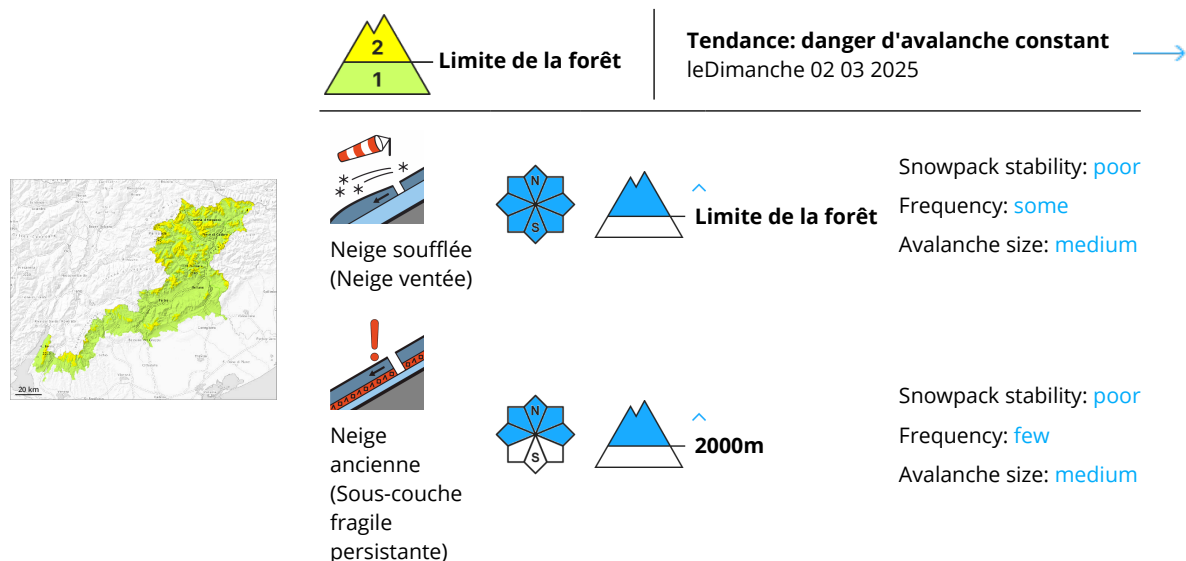 2
1
Limite de la forêt
Tendance: danger d'avalanche constant
leDimanche 02 03 2025
20 km
Neige soufflée
(Neige ventée)
N
S
Limite de la forêt
Snowpack stability: poor
Frequency: some
Avalanche size: medium
Neige
ancienne
(Sous-couche
fragile
persistante)
N
S
2000m
Snowpack stability: poor
Frequency: few
Avalanche size: medium